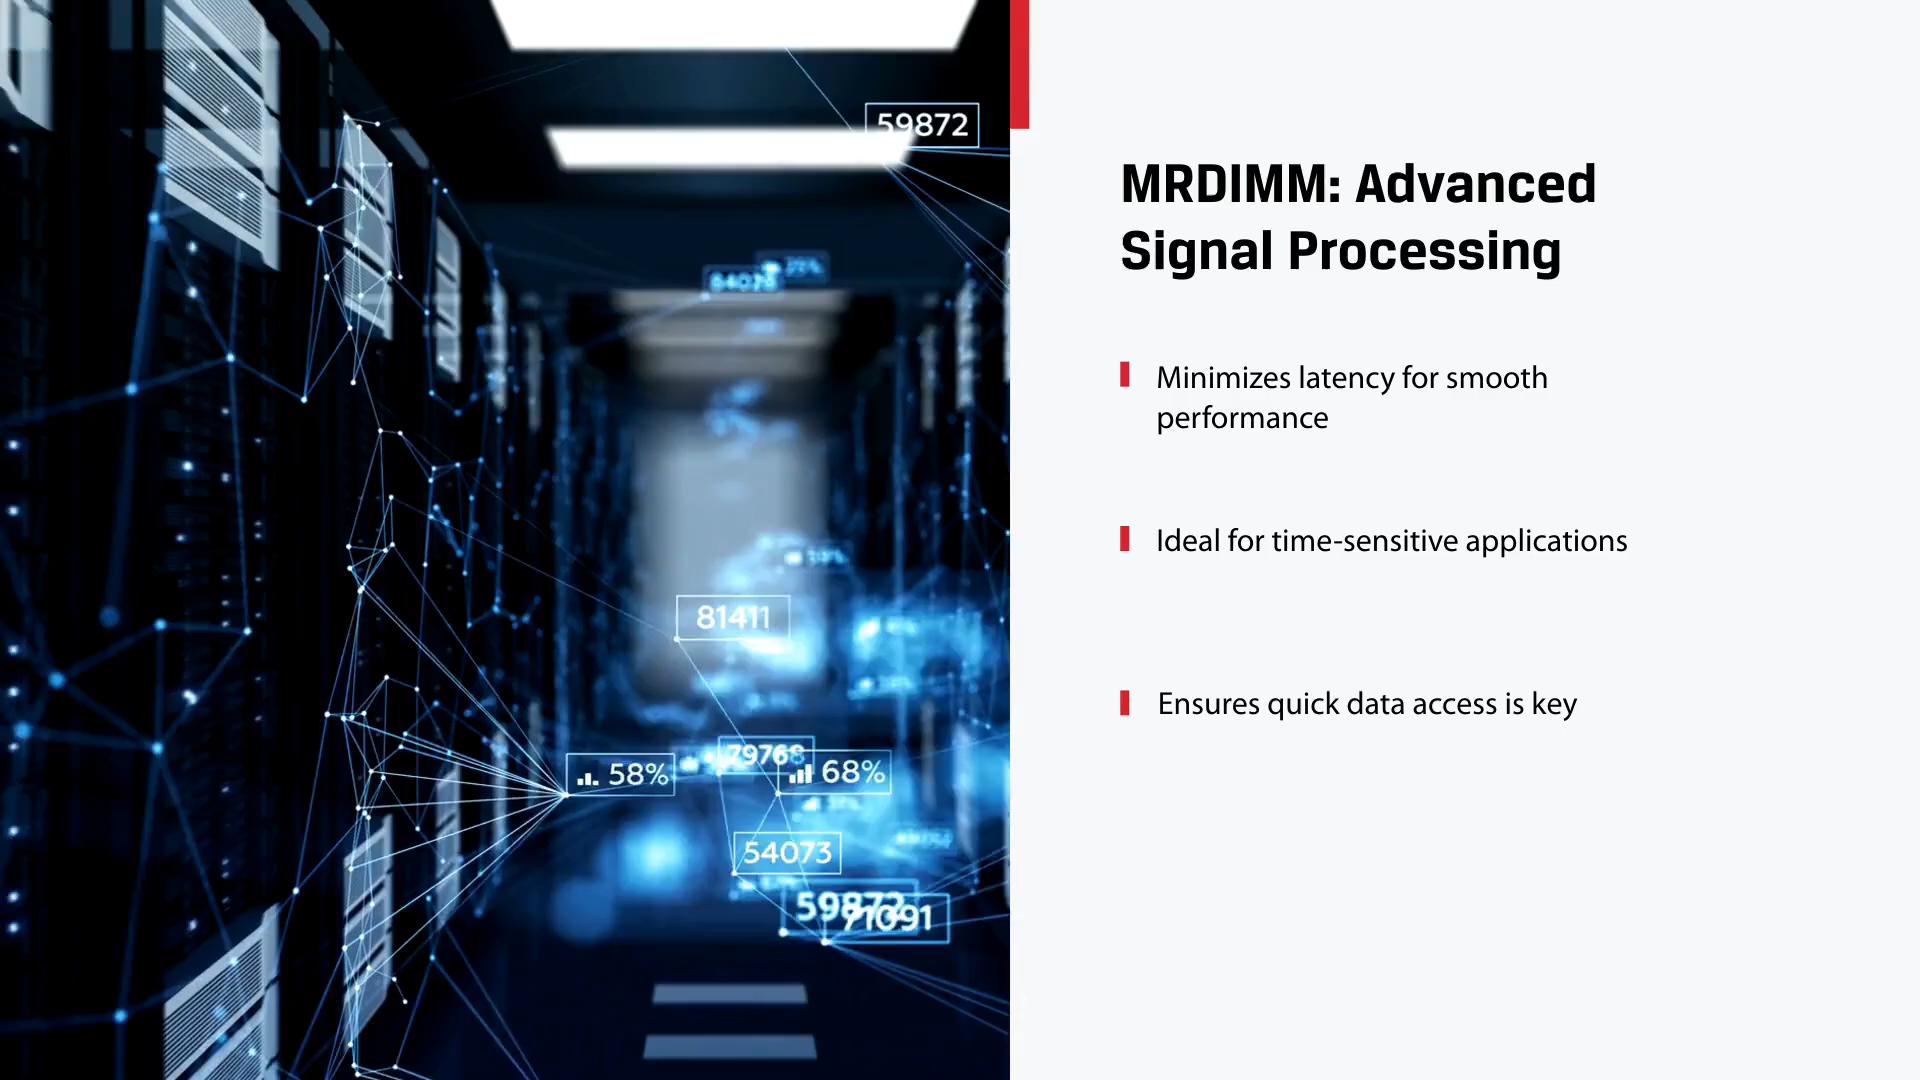 59872
81411
58%
79768
68%
54073
59872
71091
MRDIMM: Advanced
Signal Processing
Minimizes latency for smooth
performance
Ideal for time-sensitive applications
Ensures quick data access is key